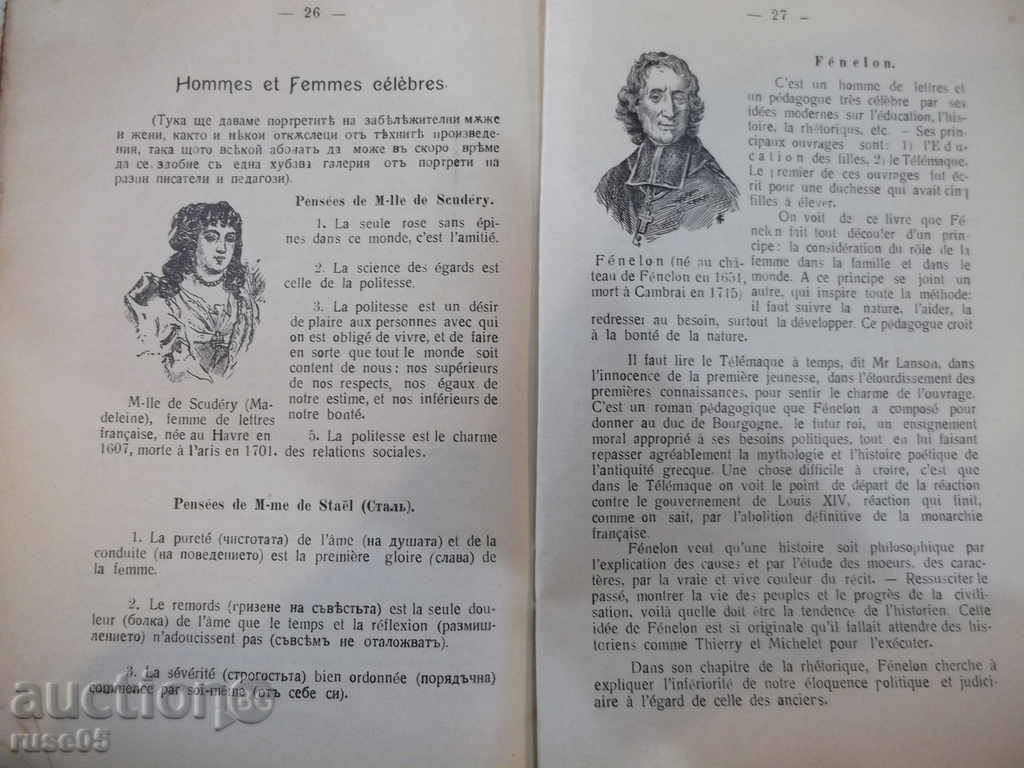 — 26 —
Hommes et Femmes célèbres.
(Тука ще даваме портретитѣ на забѣлѣжителни мѫже
и жени, както и нѣкои откѫслеци отъ тѣхнитѣ произведе-
ния, така щото всѣкой абонатъ да може въ скоро врѣме
да се здобие съ една хубава галерия отъ портрети на
разни писатели и педагози).
Pensées de M-lle de Scudéry.
1. La seule rose sans épi-
nes dans ce monde, c'est l'amitié.
2. La science des égards est
celle de la politesse.
3. La politesse est un désir
de plaire aux personnes avec qui
on est obligé de vivre, et de faire
en sorte que tout le monde soit
content de nous : nos supérieurs
de nos respects, nos égaux de
notre estime, et nos inférieurs de
notre bonté.
5. La politesse est le charme
des relations sociales.
M-lle de Scudéry (Ma-
deleine), femme de lettres
française, née au Havre en
1607, morte à Paris en 1701.
Pensées de M-me de Staël (Сталь).
1. La pureté (чистотата) de l'âme (на душата) et de la
conduite (на поведението) est la première gloire (слава) de
la femme.
2. Le remords (гризене на съвѣстьта) est la seule dou-
leur (болка) de l'âme que le temps et la réflexion (размиш-
лението) n'adoucissent pas (съвсѣмъ не оталожватъ).
3. La sévérité (строгостьта) bien ordonnée (порядъчна)
commence par soi-même (отъ себе си).
— 27 —
Fénelon.
C'est un homme de lettres et
un pédagogue très célèbre par ses
idées modernes sur l'éducation, l'his-
toire, la rhétorique, etc. — Ses prin-
cipaux ouvrages sont: 1) l'Edu-
cation des filles, 2) le Télémaque.
Le premier de ces ouvrages fut éc-
rit pour une duchesse qui avait cinq
filles à élever.
On voit de ce livre que Fé-
nelon fait tout découler d'un prin-
cipe : la considération du rôle de la
femme dans la famille et dans le
monde. A ce principe se joint un
autre, qui inspire toute la méthode:
il faut suivre la nature, l'aider, la
redresser au besoin, surtout la développer. Ce pédagogue croit
à la bonté de la nature.
Fénelon (né au châ-
teau de Fénelon en 1651,
mort à Cambrai en 1715)
Il faut lire le Télémaque à temps, dit Mr Lanson, dans
l'innocence de la première jeunesse, dans l'étourdissement des
premières connaissances, pour sentir le charme de l'ouvrage.
C'est un roman pédagogique que Fénelon a composé pour
donner au duc de Bourgogne, le futur roi, un ensignement
moral approprié à ses besoins politiques, tout en lui faisant
repasser agréablement la mythologie et l'histoire poétique de
l'antiquité grecque. Une chose difficile à croire, c'est que
dans le Télémaque on voit le point de départ de la réaction
contre le gouvernement de Louis XIV, réaction qui finit,
comme on sait, par l'abolition définitive de la monarchie
française.
Fénelon veut qu'une histoire soit philosophique par
l'explication des causes et par l'étude des moeurs, des carac-
tères, par la vraie et vive couleur du récit. — Ressusciter le
passé, montrer la vie des peuples et le progrès de la civili-
sation, voilà quelle doit être la tendence de l'historien. Cette
idée de Fénelon est si originale qu'il fallait attendre des his-
toriens comme Thierry et Michelet pour l'exécuter.
Dans son chapitre de la rhétorique, Fénelon cherche à
expliquer l'infériorité de notre éloquence politique et judici-
aire à l'égard de celle des anciers.
auction
ruse05